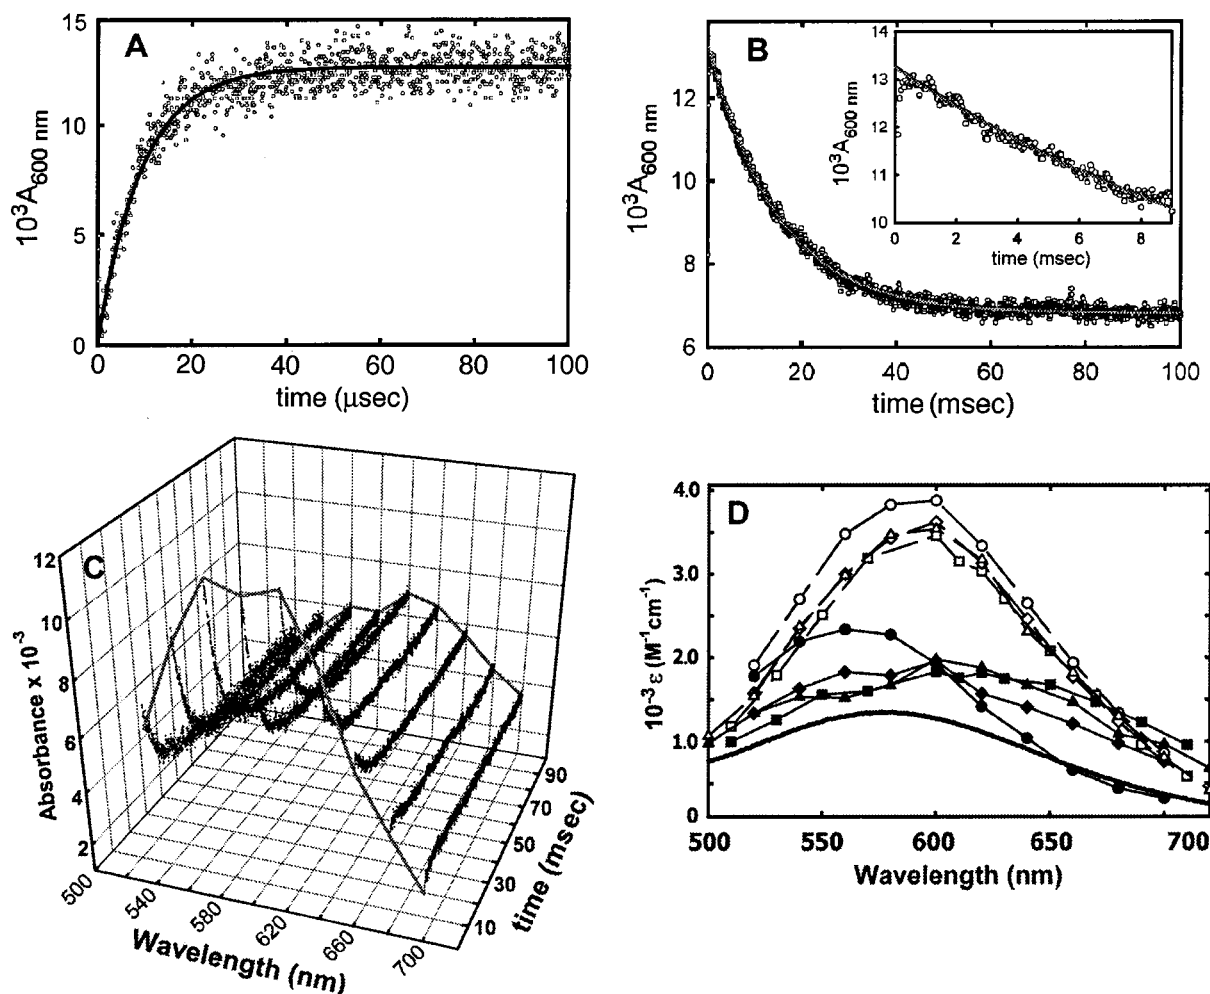 A
15
10
5
0
10³A600 nm
0 20 40 60 80 100
time (μsec)
B
12
10
8
6
10³A600 nm
0 20 40 60 80 100
time (msec)
14
13
12
11
10
10³A600 nm
0 2 4 6 8
time (msec)
C
12
10
8
6
4
2
Absorbance x 10⁻³
500 540 580 620 660 700
Wavelength (nm)
90
70
50
30
10
time (msec)
D
4.0
3.0
2.0
1.0
0
10⁻³ ε (M⁻¹cm⁻¹)
500 550 600 650 700
Wavelength (nm)